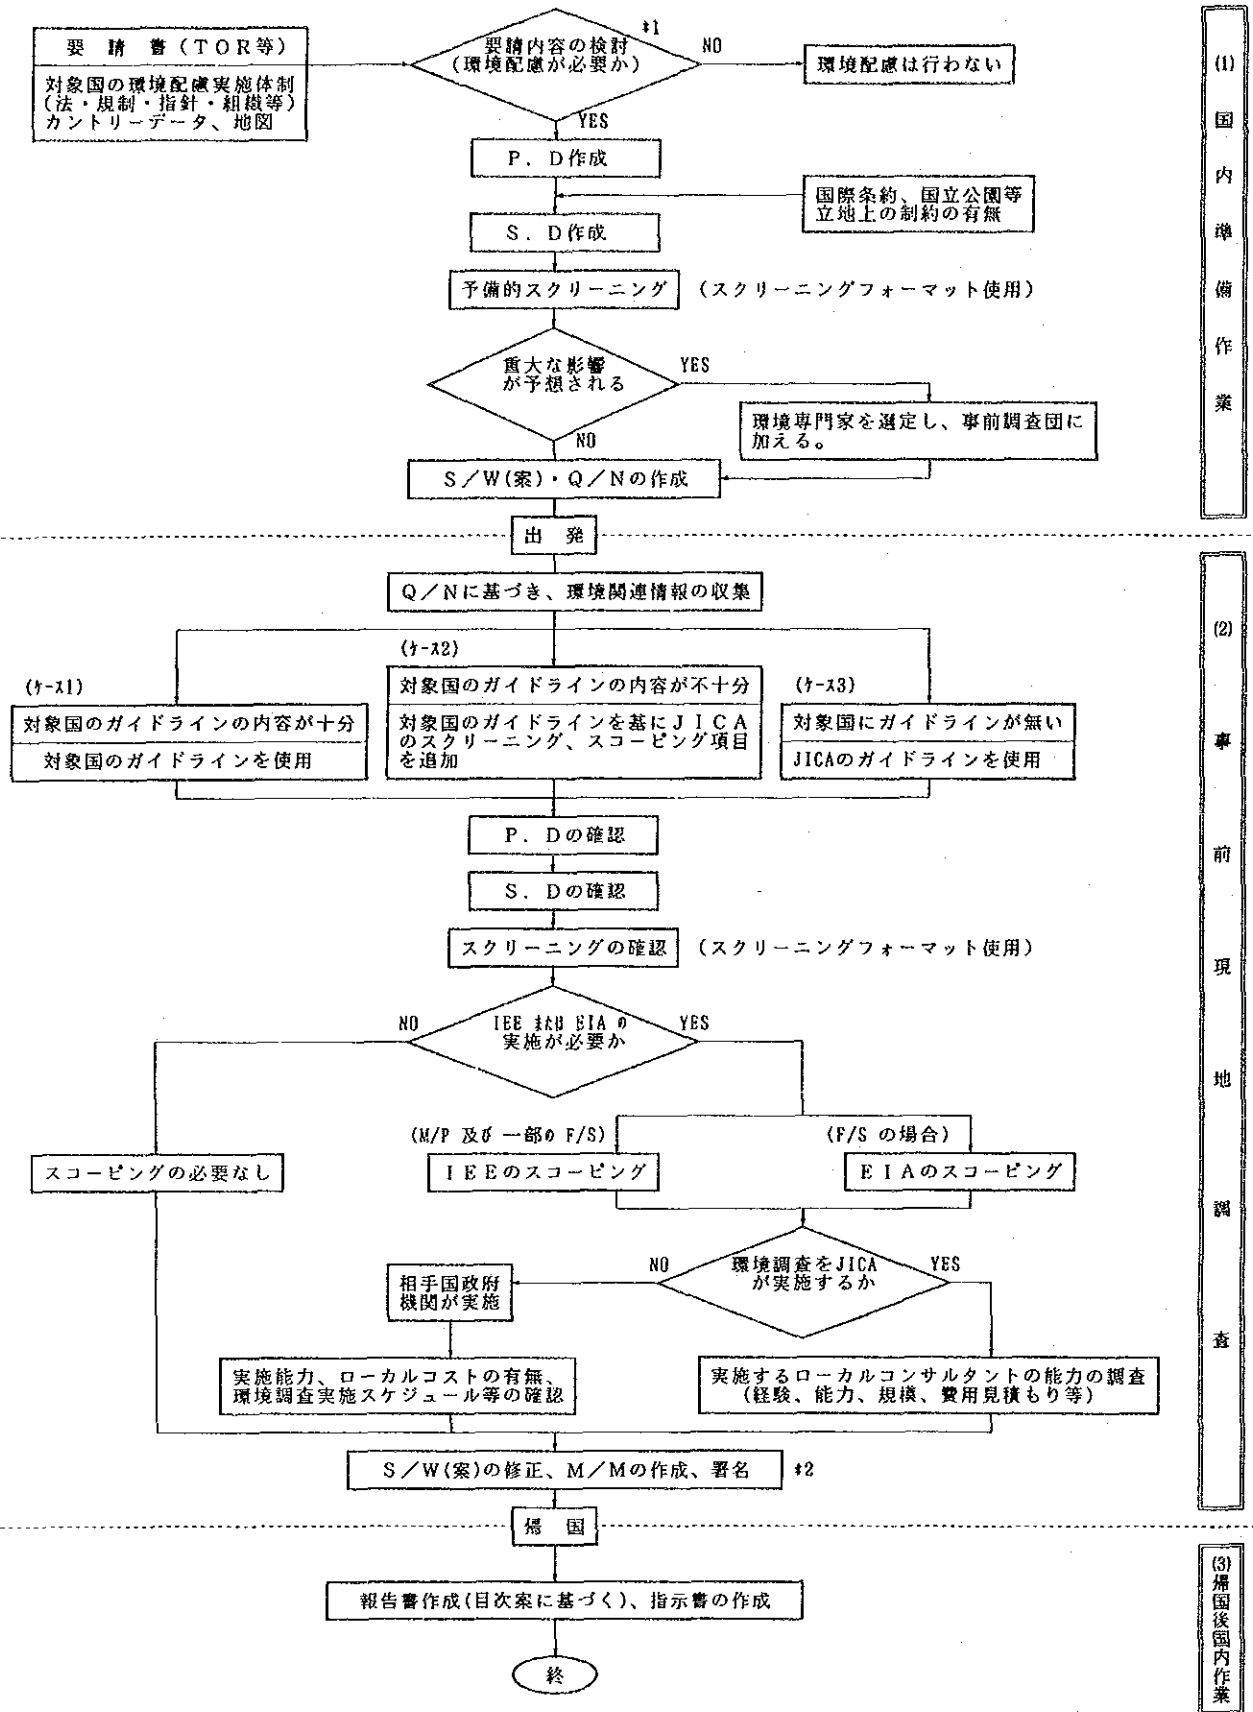 要請書(TOR等)
対象国の環境配慮実施体制
(法・規制・指針・組織等)
カントリーデータ、地図
*1
要請内容の検討
(環境配慮が必要か)
NO
環境配慮は行わない
YES
P．D作成
国際条約、国立公園等
立地上の制約の有無
S．D作成
予備的スクリーニング
(スクリーニングフォーマット使用)
重大な影響
が予想される
YES
環境専門家を選定し、事前調査団に
加える。
NO
S／W(案)・Q／Nの作成
(1)国内準備作業
出発
Q／Nに基づき、環境関連情報の収集
(ケース1)
対象国のガイドラインの内容が十分
対象国のガイドラインを使用
(ケース2)
対象国のガイドラインの内容が不十分
対象国のガイドラインを基にJICA
のスクリーニング、スコーピング項目
を追加
(ケース3)
対象国にガイドラインが無い
JICAのガイドラインを使用
P．Dの確認
S．Dの確認
スクリーニングの確認
(スクリーニングフォーマット使用)
IEE または EIA の
実施が必要か
NO
YES
スコーピングの必要なし
(M/P 及び 一部の F/S)
IEEのスコーピング
(F/S の場合)
EIAのスコーピング
環境調査をJICA
が実施するか
NO
YES
相手国政府
機関が実施
実施能力、ローカルコストの有無、
環境調査実施スケジュール等の確認
実施するローカルコンサルタントの能力の調査
(経験、能力、規模、費用見積もり等)
S／W(案)の修正、M／Mの作成、署名
*2
(2)事前現地調査
帰国
報告書作成(目次案に基づく)、指示書の作成
終
(3)帰国後国内作業